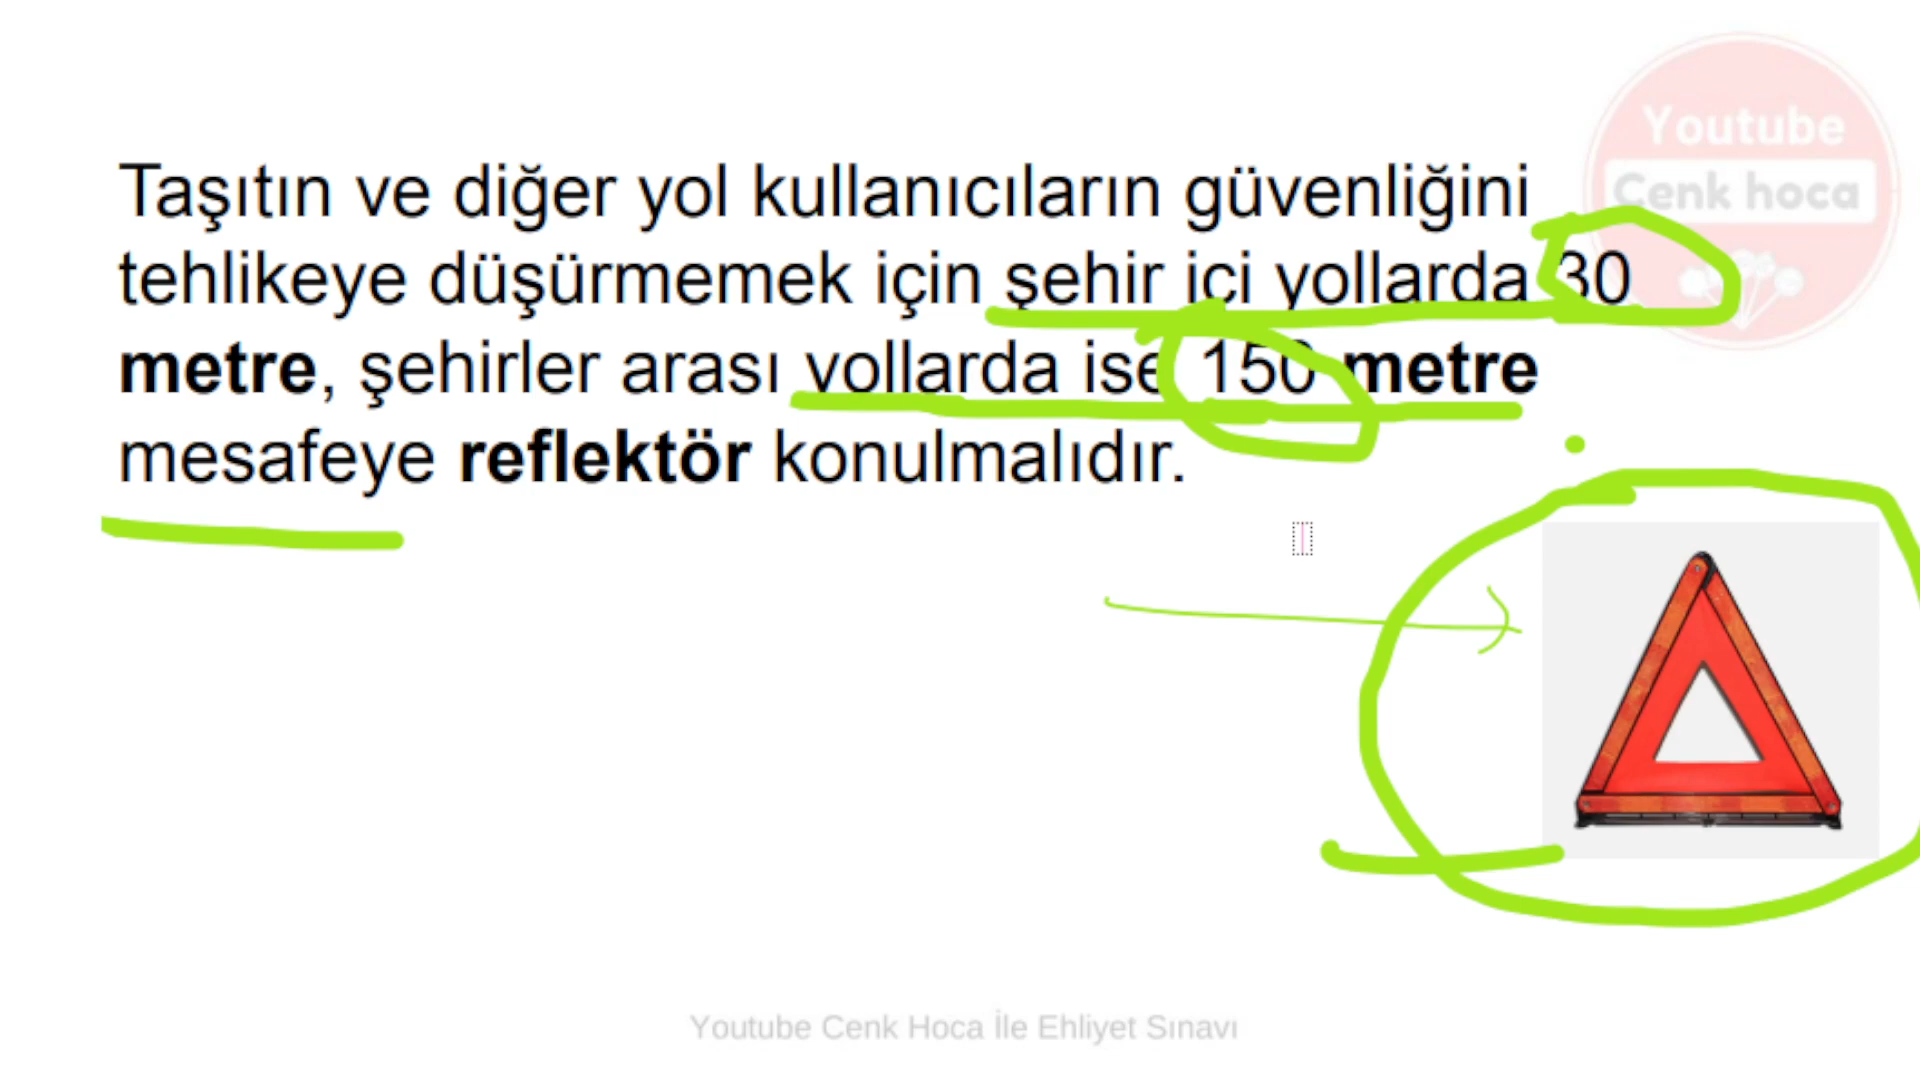 Youtube
Cenk hoca
Taşıtın ve diğer yol kullanıcıların güvenliğini
tehlikeye düşürmemek için şehir içi yollarda 30
metre, şehirler arası yollarda ise 150 metre
mesafeye reflektör konulmalıdır.
Youtube Cenk Hoca İle Ehliyet Sınavı